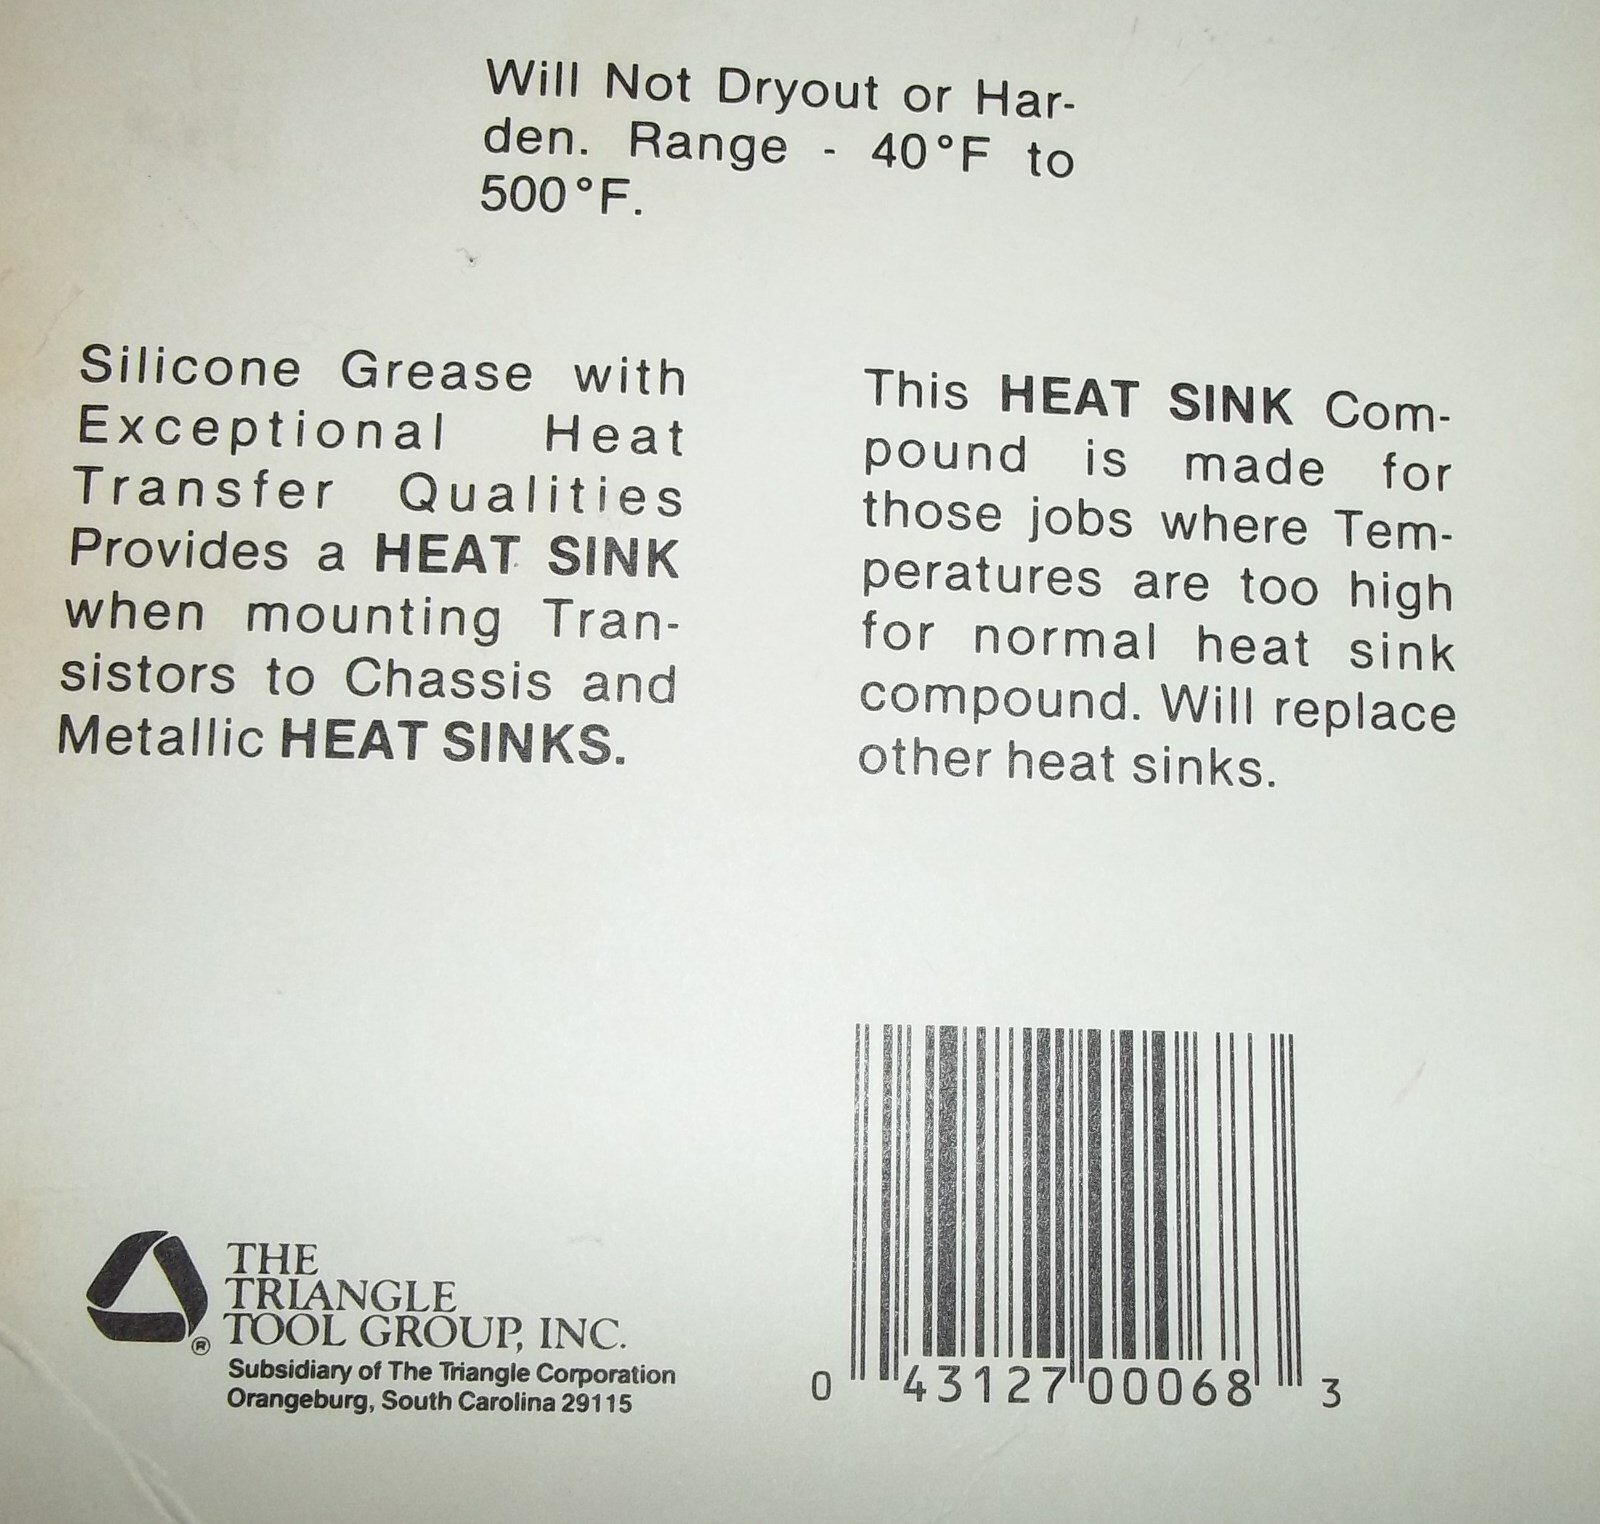 Will Not Dryout or Har-
den. Range - 40°F to
500°F.
Silicone Grease with
Exceptional Heat
Transfer Qualities
Provides a HEAT SINK
when mounting Tran-
sistors to Chassis and
Metallic HEAT SINKS.
This HEAT SINK Com-
pound is made for
those jobs where Tem-
peratures are too high
for normal heat sink
compound. Will replace
other heat sinks.
THE
TRIANGLE
TOOL GROUP, INC.
®
Subsidiary of The Triangle Corporation
Orangeburg, South Carolina 29115
0 43127 00068 3